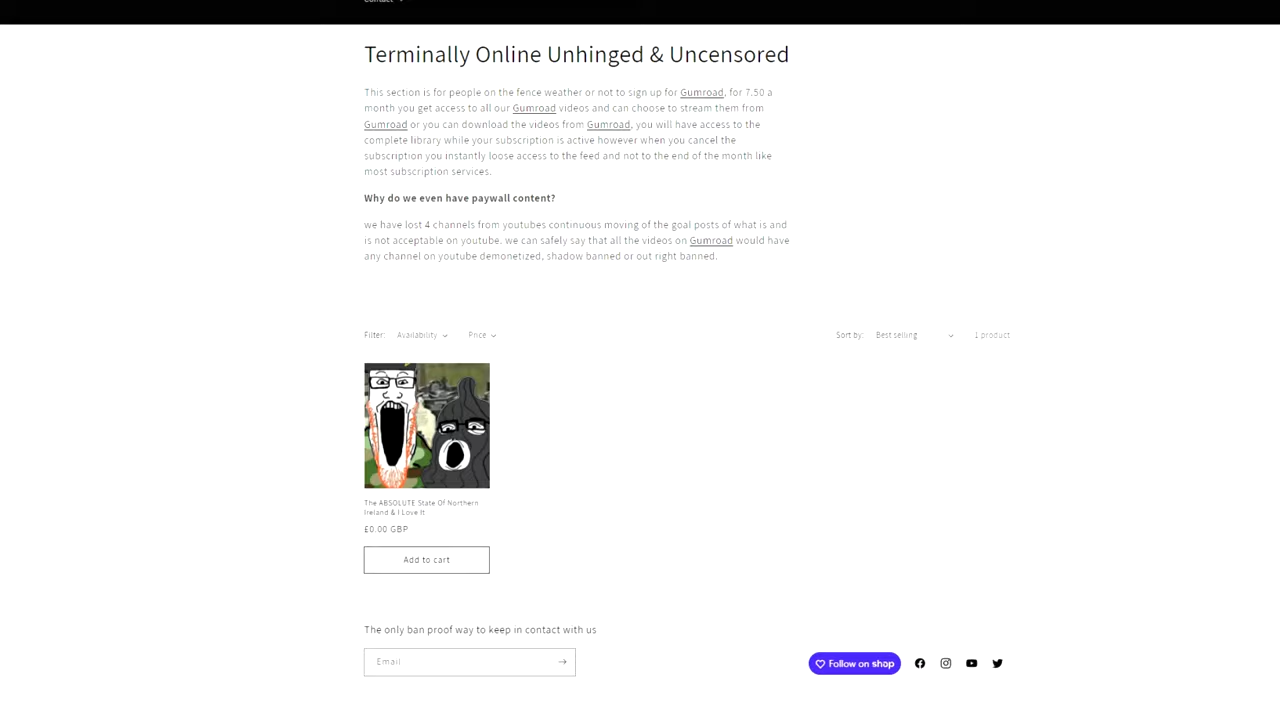 Contact
Terminally Online Unhinged & Uncensored
This section is for people on the fence weather or not to sign up for Gumroad, for 7.50 a
month you get access to all our Gumroad videos and can choose to stream them from
Gumroad or you can download the videos from Gumroad, you will have access to the
complete library while your subscription is active however when you cancel the
subscription you instantly loose access to the feed and not to the end of the month like
most subscription services.
Why do we even have paywall content?
we have lost 4 channels from youtubes continuous moving of the goal posts of what is and
is not acceptable on youtube. we can safely say that all the videos on Gumroad would have
any channel on youtube demonetized, shadow banned or out right banned.
Filter: Availability Price Sort by: Best selling 1 product
The ABSOLUTE State Of Northern
Ireland & I Love It
£0.00 GBP
Add to cart
The only ban proof way to keep in contact with us
Email
Follow on shop